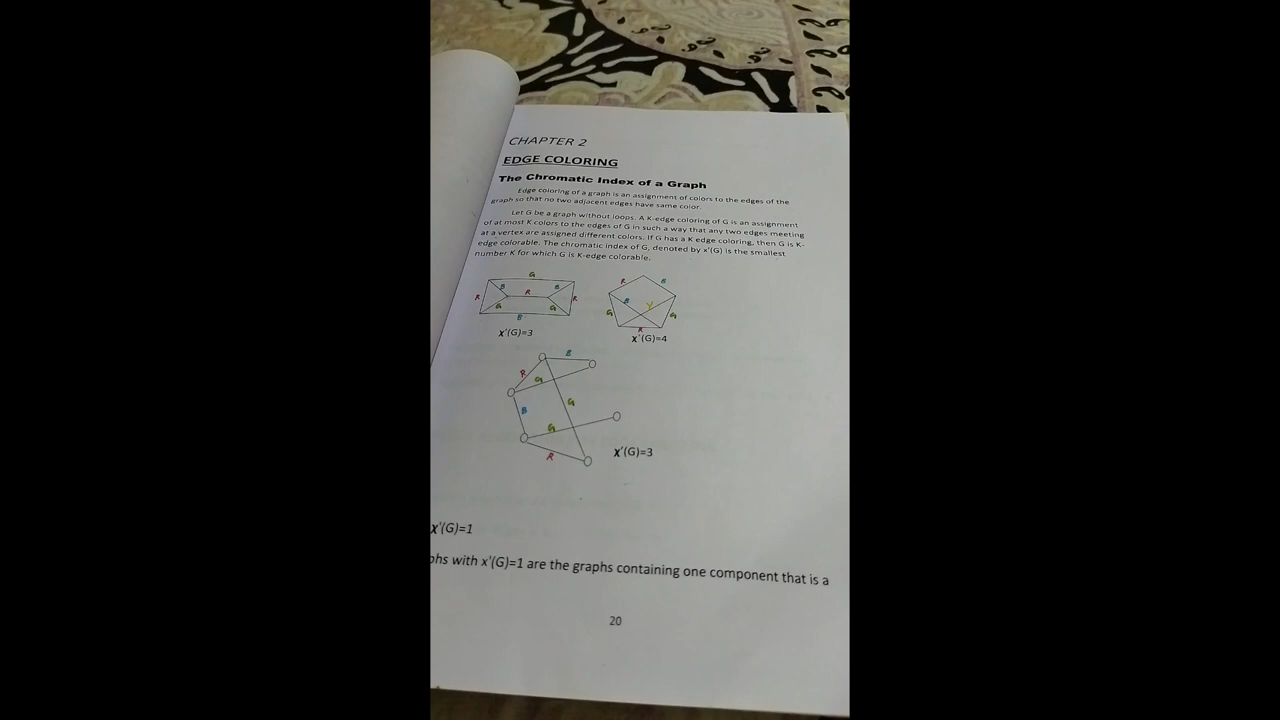 CHAPTER 2
EDGE COLORING
The Chromatic Index of a Graph
Edge coloring of a graph is an assignment of colors to the edges of the
graph so that no two adjacent edges have same color.
Let G be a graph without loops. A K-edge coloring of G is an assignment
of at most K colors to the edges of G in such a way that any two edges meeting
at a vertex are assigned different colors. If G has a K edge coloring, then G is K-
edge colorable. The chromatic index of G, denoted by x'(G) is the smallest
number K for which G is K-edge colorable.
G
B B
R R R
G G
B
χ'(G)=3
R B
B Y
G G
R
χ'(G)=4
B
R
G
G
B
G
R
χ'(G)=3
χ'(G)=1
phs with x'(G)=1 are the graphs containing one component that is a
20